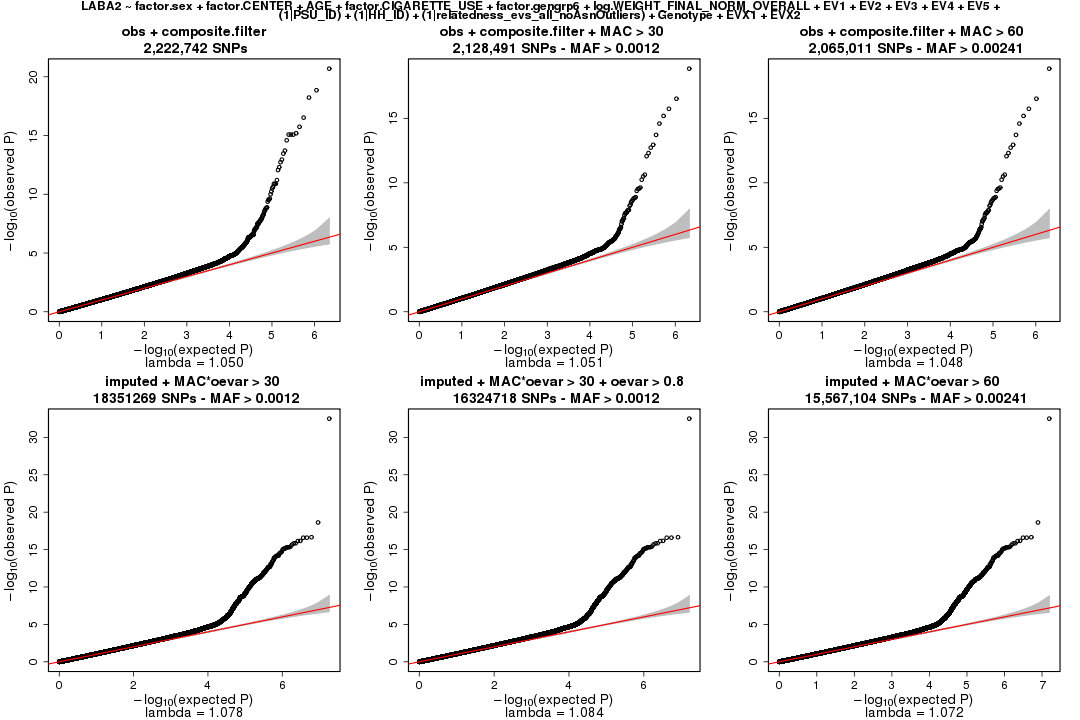 LABA2 ~ factor.sex + factor.CENTER + AGE + factor.CIGARETTE_USE + factor.gengrp6 + log.WEIGHT_FINAL_NORM_OVERALL + EV1 + EV2 + EV3 + EV4 + EV5 +
(1|PSU_ID) + (1|HH_ID) + (1|relatedness_evs_all_noAsnOutliers) + Genotype + EVX1 + EVX2
obs + composite.filter
2,222,742 SNPs
−log10(observed P)
0 5 10 15 20
0 1 2 3 4 5 6
−log10(expected P)
lambda = 1.050
obs + composite.filter + MAC > 30
2,128,491 SNPs - MAF > 0.0012
−log10(observed P)
0 5 10 15
0 1 2 3 4 5 6
−log10(expected P)
lambda = 1.051
obs + composite.filter + MAC > 60
2,065,011 SNPs - MAF > 0.00241
−log10(observed P)
0 5 10 15
0 1 2 3 4 5 6
−log10(expected P)
lambda = 1.048
imputed + MAC*oevar > 30
18351269 SNPs - MAF > 0.0012
−log10(observed P)
0 5 10 15 20 25 30
0 2 4 6
−log10(expected P)
lambda = 1.078
imputed + MAC*oevar > 30 + oevar > 0.8
16324718 SNPs - MAF > 0.0012
−log10(observed P)
0 5 10 15 20 25 30
0 2 4 6
−log10(expected P)
lambda = 1.084
imputed + MAC*oevar > 60
15,567,104 SNPs - MAF > 0.00241
−log10(observed P)
0 5 10 15 20 25 30
0 1 2 3 4 5 6 7
−log10(expected P)
lambda = 1.072